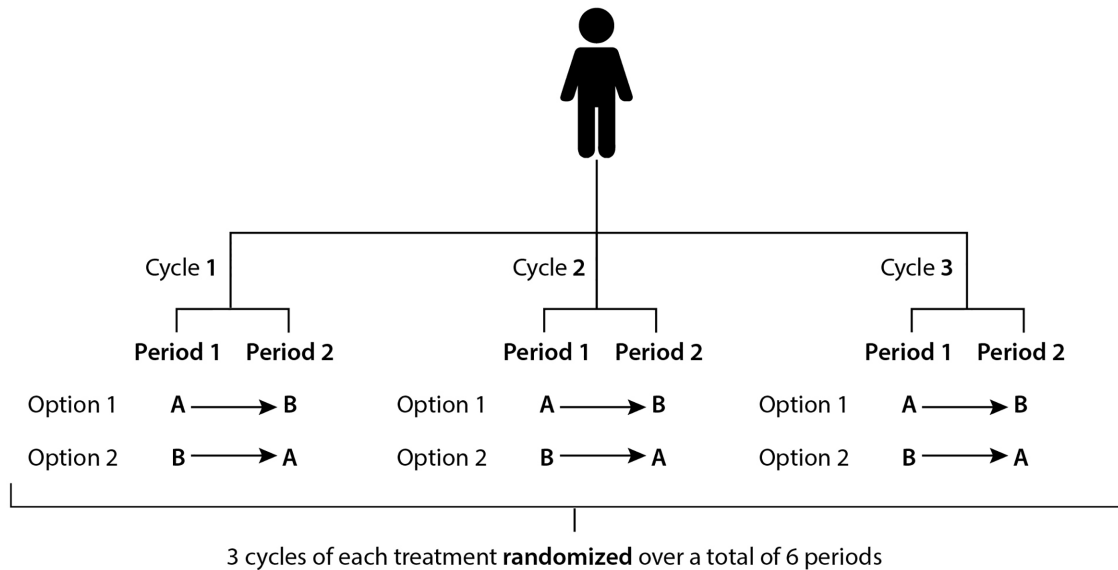 Cycle 1 Cycle 2 Cycle 3
Period 1 Period 2 Period 1 Period 2 Period 1 Period 2
Option 1 A B Option 1 A B Option 1 A B
Option 2 B A Option 2 B A Option 2 B A
3 cycles of each treatment randomized over a total of 6 periods